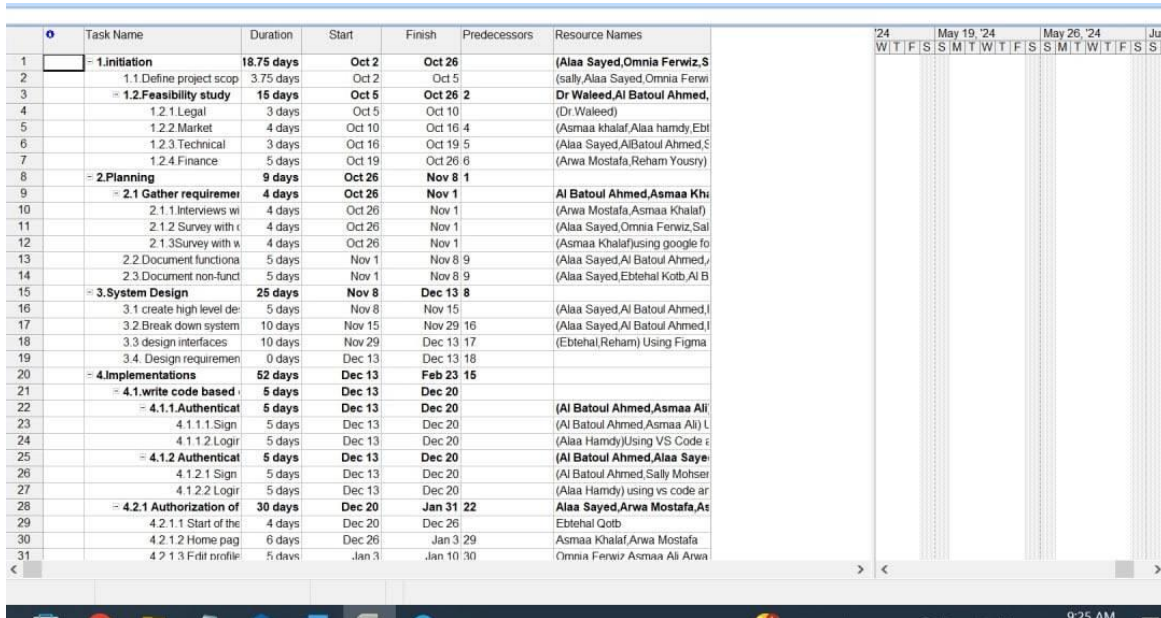 Task Name Duration Start Finish Predecessors Resource Names '24 May 19, '24 May 26, '24 Ju
W T F S S M T W T F S S M T W T F S S
1 1.initiation 18.75 days Oct 2 Oct 26 (Alaa Sayed,Omnia Ferwiz,S
2 1.1.Define project scop 3.75 days Oct 2 Oct 5 (sally,Alaa Sayed,Omnia Ferwi
3 1.2.Feasibility study 15 days Oct 5 Oct 26 2 Dr Waleed,Al Batoul Ahmed,
4 1.2.1.Legal 3 days Oct 5 Oct 10 (Dr.Waleed)
5 1.2.2.Market 4 days Oct 10 Oct 16 4 (Asmaa khalaf,Alaa hamdy,Ebt
6 1.2.3.Technical 3 days Oct 16 Oct 19 5 (Alaa Sayed,AlBatoul Ahmed,S
7 1.2.4.Finance 5 days Oct 19 Oct 26 6 (Arwa Mostafa,Reham Yousry)
8 2.Planning 9 days Oct 26 Nov 8 1
9 2.1 Gather requiremer 4 days Oct 26 Nov 1 Al Batoul Ahmed,Asmaa Kha
10 2.1.1.Interviews wi 4 days Oct 26 Nov 1 (Arwa Mostafa,Asmaa Khalaf)
11 2.1.2 Survey with c 4 days Oct 26 Nov 1 (Alaa Sayed,Omnia Ferwiz,Sal
12 2.1.3Survey with w 4 days Oct 26 Nov 1 (Asmaa Khalaf)using google fo
13 2.2.Document functiona 5 days Nov 1 Nov 8 9 (Alaa Sayed,Al Batoul Ahmed,
14 2.3.Document non-funct 5 days Nov 1 Nov 8 9 (Alaa Sayed,Ebtehal Kotb,Al B
15 3.System Design 25 days Nov 8 Dec 13 8
16 3.1 create high level de 5 days Nov 8 Nov 15 (Alaa Sayed,Al Batoul Ahmed,
17 3.2.Break down system 10 days Nov 15 Nov 29 16 (Alaa Sayed,Al Batoul Ahmed,
18 3.3 design interfaces 10 days Nov 29 Dec 13 17 (Ebtehal,Reham) Using Figma
19 3.4. Design requiremen 0 days Dec 13 Dec 13 18
20 4.Implementations 52 days Dec 13 Feb 23 15
21 4.1.write code based 5 days Dec 13 Dec 20
22 4.1.1.Authenticat 5 days Dec 13 Dec 20 (Al Batoul Ahmed,Asmaa Ali
23 4.1.1.1.Sign 5 days Dec 13 Dec 20 (Al Batoul Ahmed,Asmaa Ali) U
24 4.1.1.2.Logir 5 days Dec 13 Dec 20 (Alaa Hamdy)Using VS Code a
25 4.1.2 Authenticat 5 days Dec 13 Dec 20 (Al Batoul Ahmed,Alaa Saye
26 4.1.2.1 Sign 5 days Dec 13 Dec 20 (Al Batoul Ahmed,Sally Mohser
27 4.1.2.2 Logir 5 days Dec 13 Dec 20 (Alaa Hamdy) using vs code ar
28 4.2.1 Authorization of 30 days Dec 20 Jan 31 22 Alaa Sayed,Arwa Mostafa,As
29 4.2.1.1 Start of the 4 days Dec 20 Dec 26 Ebtehal Qotb
30 4.2.1.2 Home pag 6 days Dec 26 Jan 3 29 Asmaa Khalaf,Arwa Mostafa
31 4.2.1.3 Edit profile 5 days Jan 3 Jan 10 30 Omnia Ferwiz,Asmaa Ali,Arwa
9:25 AM